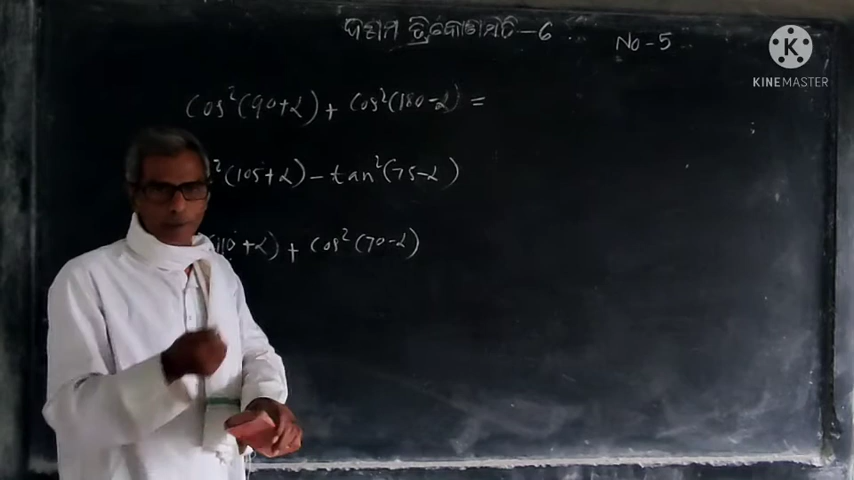 ଦଶମ ତ୍ରିକୋଣମିତି-6
No-5
K
KINEMASTER
cos²(90+α) + cos²(180-α) =
²(105+α) - tan²(75-α)
(110+α) + cos²(70-α)